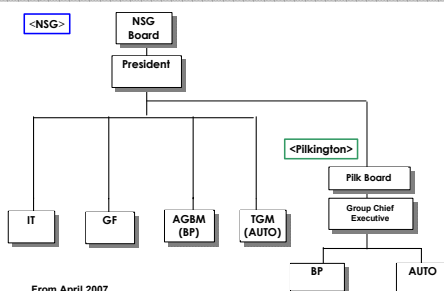 <NSG>
NSG
Board
President
<Pilkington>
Pilk Board
Group Chief
Executive
IT
GF
AGBM
(BP)
TGM
(AUTO)
BP
AUTO
From April 2007